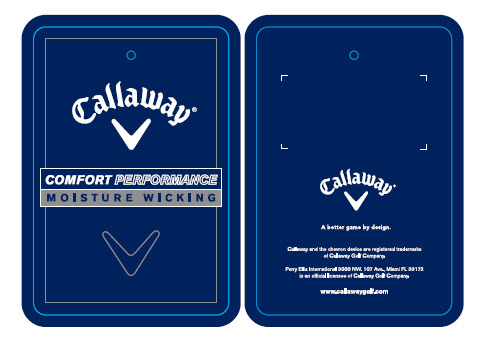 Callaway®
COMFORT PERFORMANCE
MOISTURE WICKING
Callaway®
A better game by design.
Callaway and the chevron device are registered trademarks
of Callaway Golf Company.
Perry Ellis International 3000 NW. 107 Ave., Miami FL 33172
is an official licensee of Callaway Golf Company.
www.callawaygolf.com